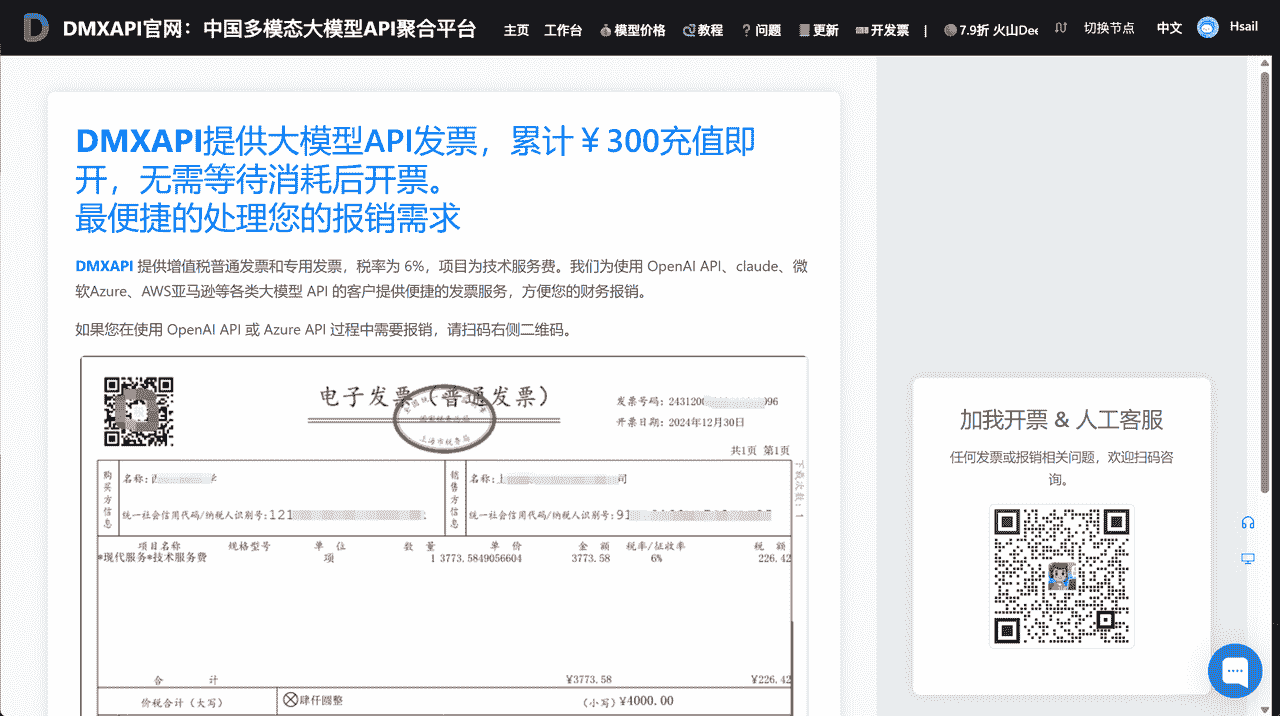 DMXAPI官网：中国多模态大模型API聚合平台
主页 工作台 模型价格 教程 ? 问题 更新 开发票 | 7.9折 火山Dee 切换节点 中文 Hsail
DMXAPI提供大模型API发票，累计￥300充值即
开，无需等待消耗后开票。
最便捷的处理您的报销需求
DMXAPI 提供增值税普通发票和专用发票，税率为 6%，项目为技术服务费。我们为使用 OpenAI API、claude、微
软Azure、AWS亚马逊等各类大模型 API 的客户提供便捷的发票服务，方便您的财务报销。
如果您在使用 OpenAI API 或 Azure API 过程中需要报销，请扫码右侧二维码。
电子发票（普通发票）
上海市税务局
发票号码：2431200 096
开票日期：2024年12月30日
共1页 第1页
购买方信息
名称：
统一社会信用代码/纳税人识别号:121
销售方信息
名称：上 司
统一社会信用代码/纳税人识别号:91
下载次数：1
项目名称 规格型号 单 位 数 量 单 价 金 额 税率/征收率 税 额
*现代服务*技术服务费 项 1 3773.5849056604 3773.58 6% 226.42
合 计 ¥3773.58 ¥226.42
价税合计（大写） 肆仟圆整 （小写）¥4000.00
加我开票 & 人工客服
任何发票或报销相关问题，欢迎扫码咨
询。